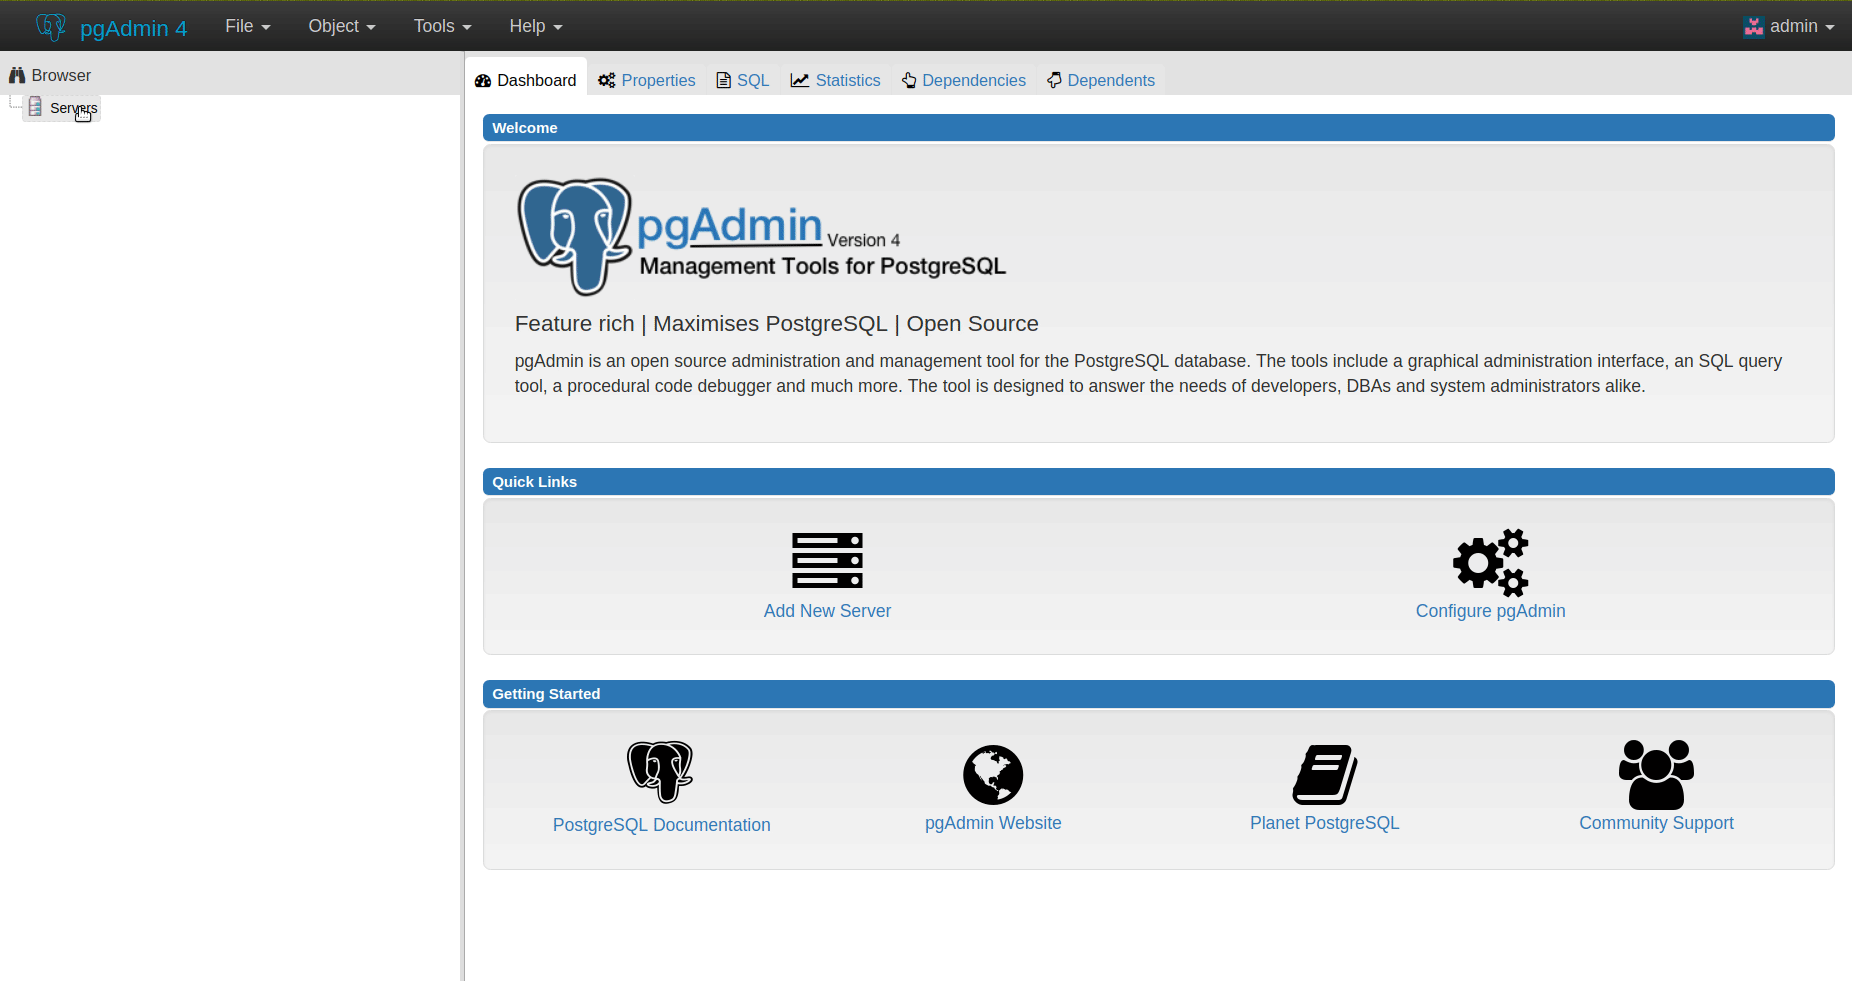 pgAdmin 4 File Object Tools Help admin
Browser
Servers
Dashboard Properties SQL Statistics Dependencies Dependents
Welcome
pgAdmin Version 4
Management Tools for PostgreSQL
Feature rich | Maximises PostgreSQL | Open Source
pgAdmin is an open source administration and management tool for the PostgreSQL database. The tools include a graphical administration interface, an SQL query
tool, a procedural code debugger and much more. The tool is designed to answer the needs of developers, DBAs and system administrators alike.
Quick Links
Add New Server Configure pgAdmin
Getting Started
PostgreSQL Documentation pgAdmin Website Planet PostgreSQL Community Support